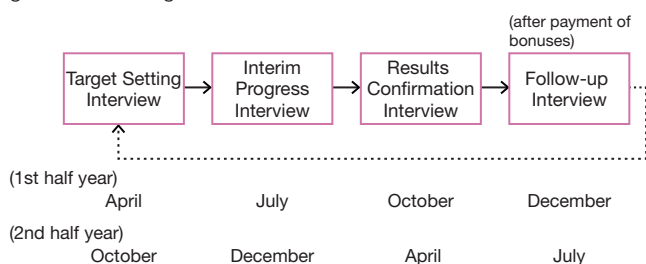 (after payment of
bonuses)
Target Setting
Interview
Interim
Progress
Interview
Results
Confirmation
Interview
Follow-up
Interview
(1st half year)
April July October December
(2nd half year)
October December April July